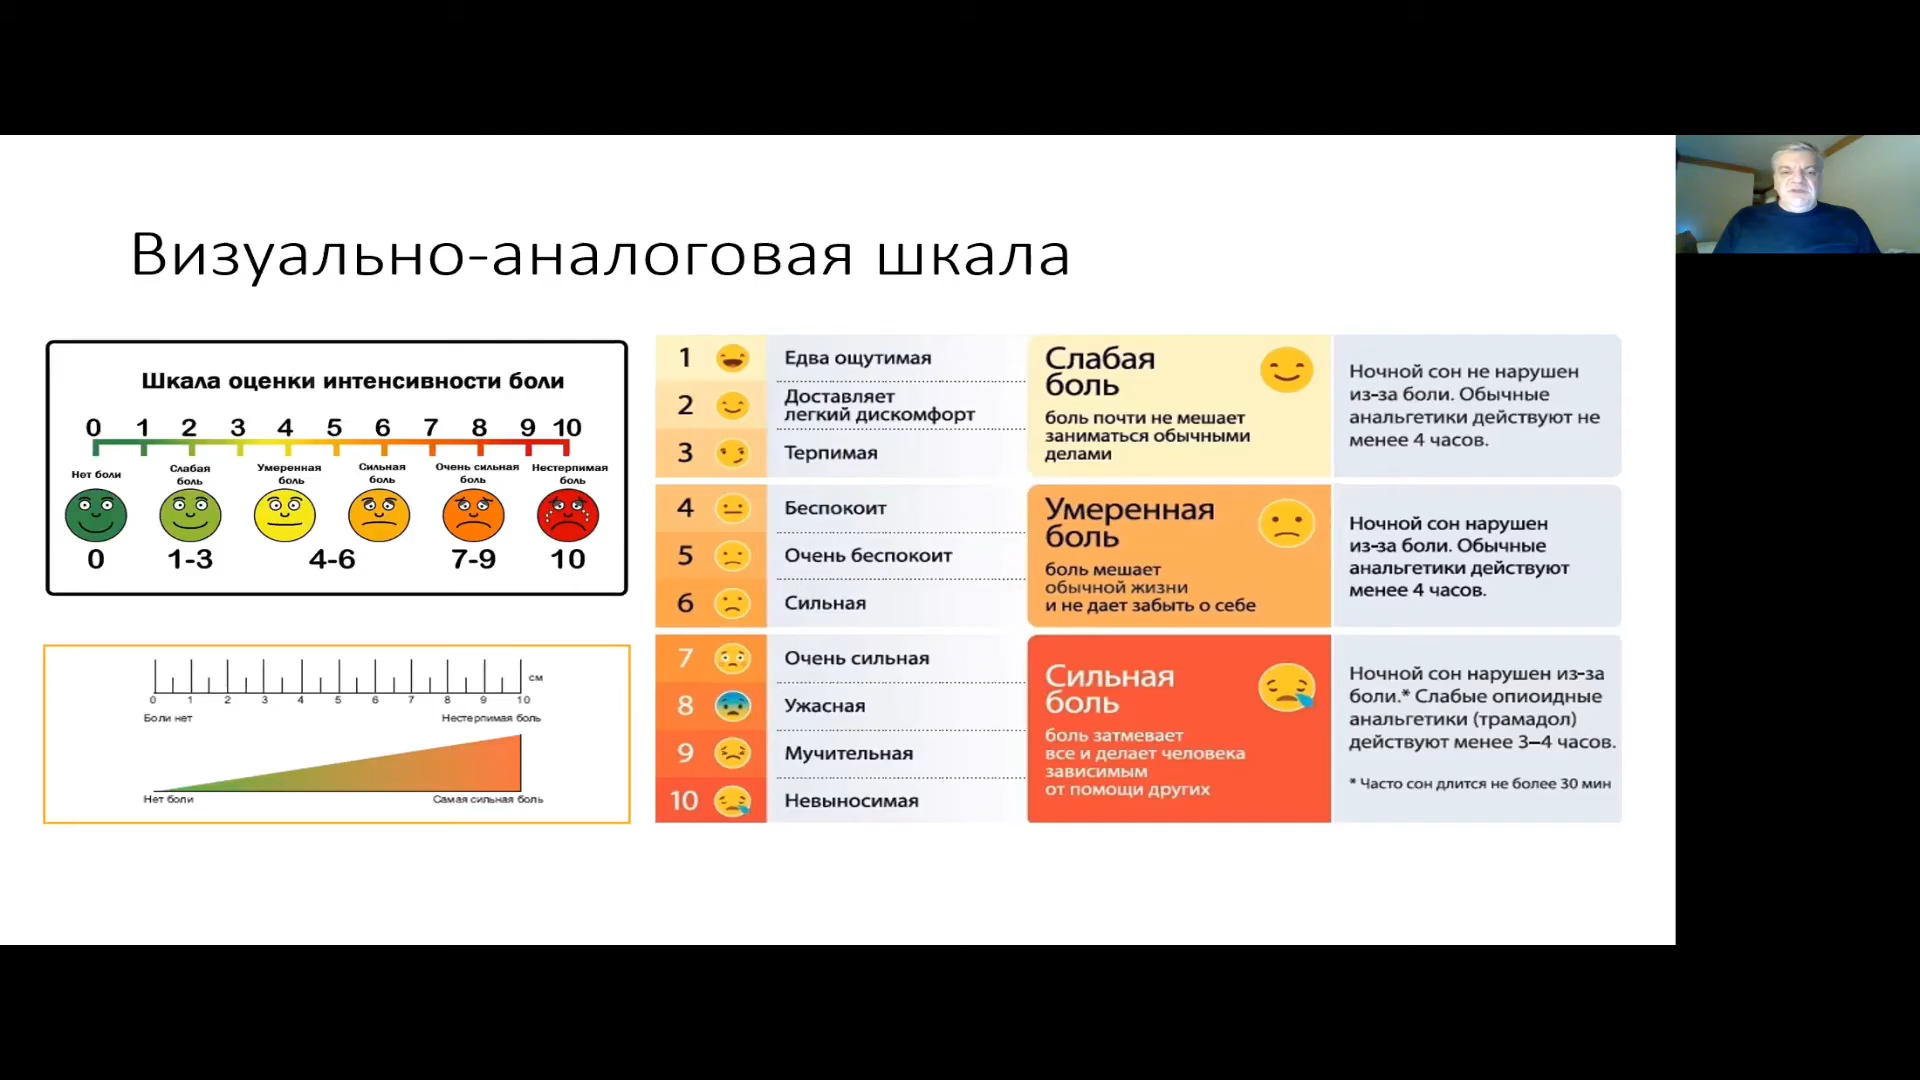 Визуально-аналоговая шкала
Шкала оценки интенсивности боли
0 1 2 3 4 5 6 7 8 9 10
Нет боли
Слабая
боль
Умеренная
боль
Сильная
боль
Очень сильная
боль
Нестерпимая
боль
0 1-3 4-6 7-9 10
см
0 1 2 3 4 5 6 7 8 9 10
Боли нет Нестерпимая боль
Нет боли Самая сильная боль
1 Едва ощутимая
2 Доставляет
легкий дискомфорт
3 Терпимая
Слабая
боль
боль почти не мешает
заниматься обычными
делами
Ночной сон не нарушен
из-за боли. Обычные
анальгетики действуют не
менее 4 часов.
4 Беспокоит
5 Очень беспокоит
6 Сильная
Умеренная
боль
боль мешает
обычной жизни
и не дает забыть о себе
Ночной сон нарушен
из-за боли. Обычные
анальгетики действуют
менее 4 часов.
7 Очень сильная
8 Ужасная
9 Мучительная
10 Невыносимая
Сильная
боль
боль затмевает
все и делает человека
зависимым
от помощи других
Ночной сон нарушен из-за
боли.* Слабые опиоидные
анальгетики (трамадол)
действуют менее 3–4 часов.
* Часто сон длится не более 30 мин